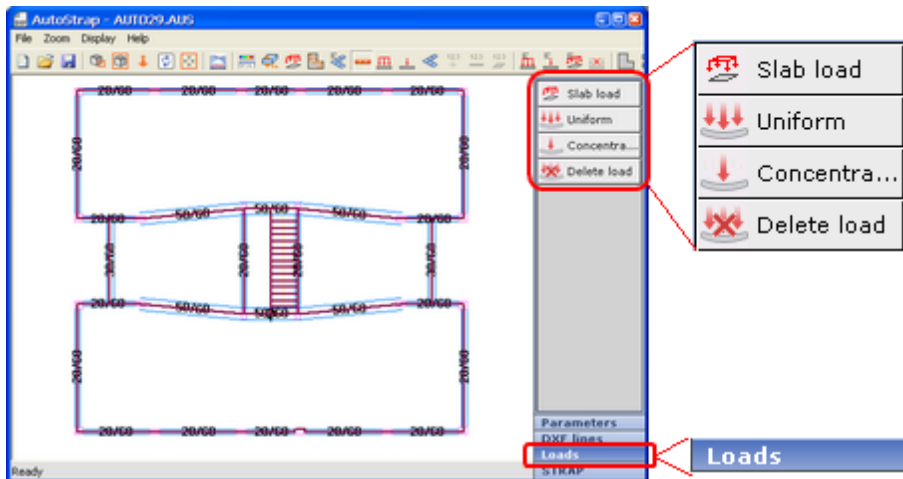 AutoStrap - AUTO29.AUS
File Zoom Display Help
20/60 20/60 20/60 20/60 20/60
20/60 20/60
20/60 50/60 50/60 50/60 20/60
30/60 20/60 20/60 30/60
20/60 50/60 50/60 50/60 20/60
20/60 20/60
20/60 20/60 20/60 20/60 20/60
Slab load
Uniform
Concentra...
Delete load
Parameters
DXF lines
Loads
STRAP
Ready
Slab load
Uniform
Concentra...
Delete load
Loads